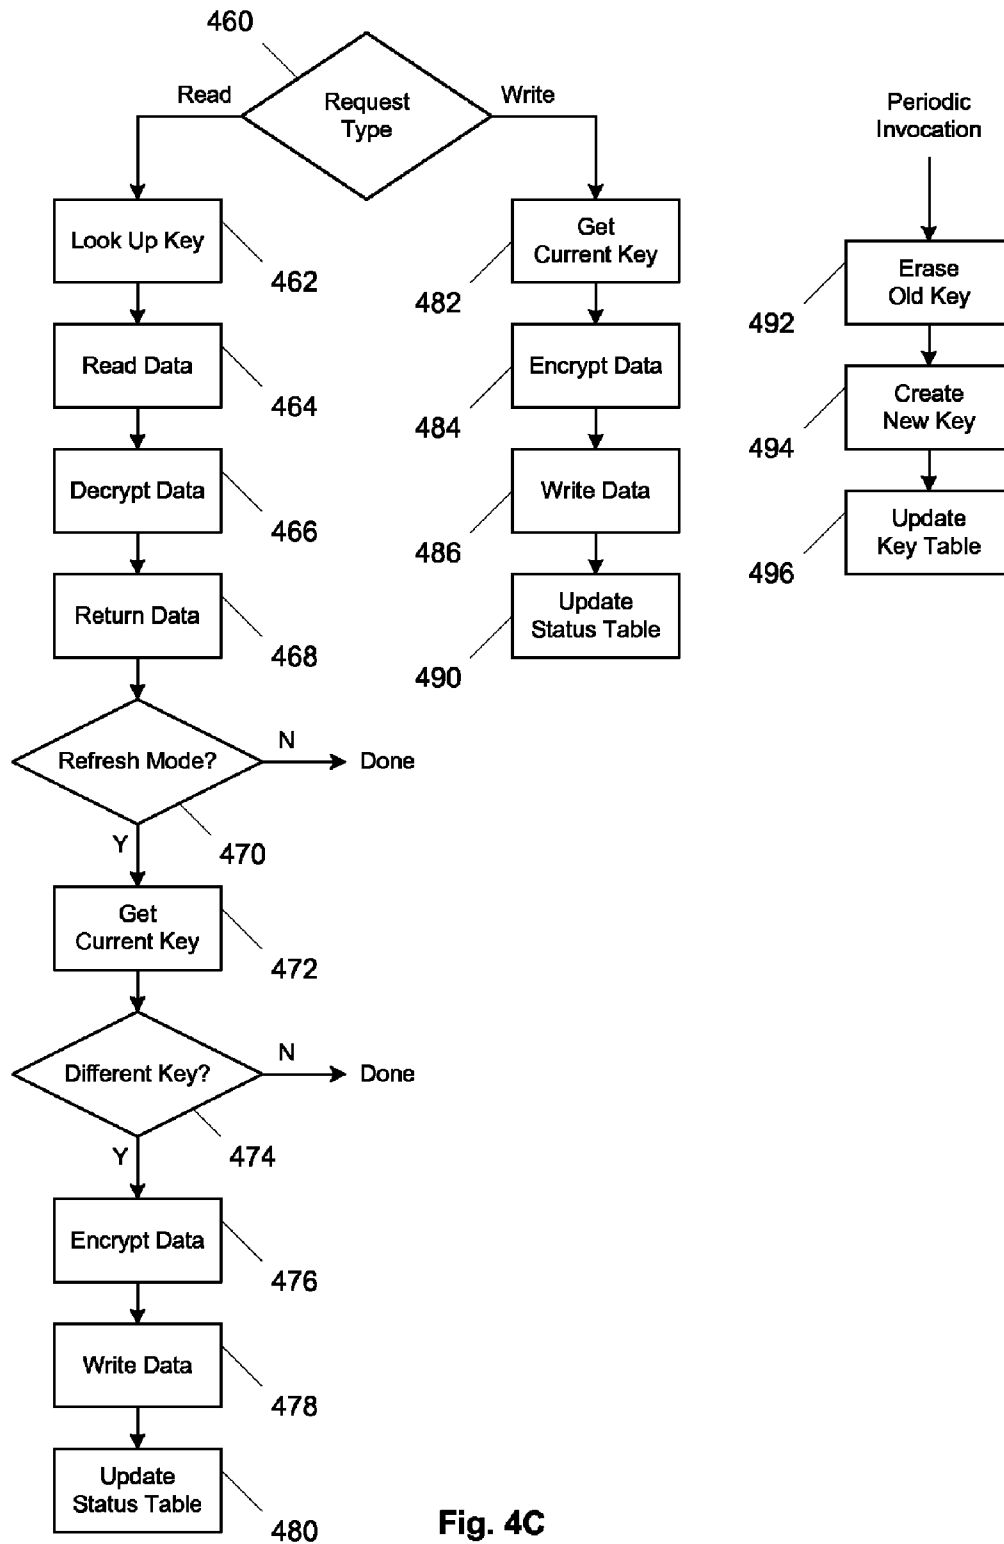 460
Read
Request
Type
Write
Look Up Key
462
Read Data
464
Decrypt Data
466
Return Data
468
Refresh Mode?
N
Done
Y
470
Get
Current Key
472
Different Key?
N
Done
Y
474
Encrypt Data
476
Write Data
478
Update
Status Table
480
Get
Current Key
482
Encrypt Data
484
Write Data
486
Update
Status Table
490
Periodic
Invocation
Erase
Old Key
492
Create
New Key
494
Update
Key Table
496
Fig. 4C